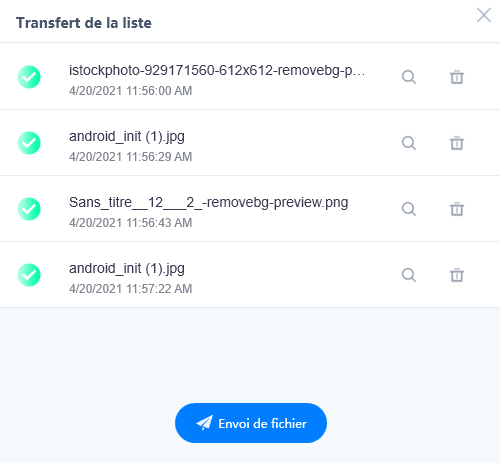 Transfert de la liste
istockphoto-929171560-612x612-removebg-p...
4/20/2021 11:56:00 AM
android_init (1).jpg
4/20/2021 11:56:29 AM
Sans_titre__12___2_-removebg-preview.png
4/20/2021 11:56:43 AM
android_init (1).jpg
4/20/2021 11:57:22 AM
Envoi de fichier